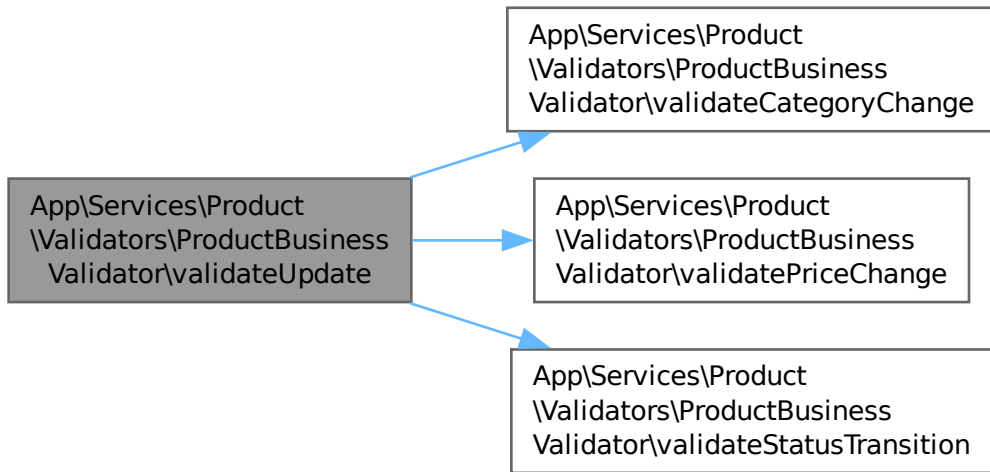 App\Services\Product
\Validators\ProductBusiness
Validator\validateUpdate
App\Services\Product
\Validators\ProductBusiness
Validator\validateCategoryChange
App\Services\Product
\Validators\ProductBusiness
Validator\validatePriceChange
App\Services\Product
\Validators\ProductBusiness
Validator\validateStatusTransition